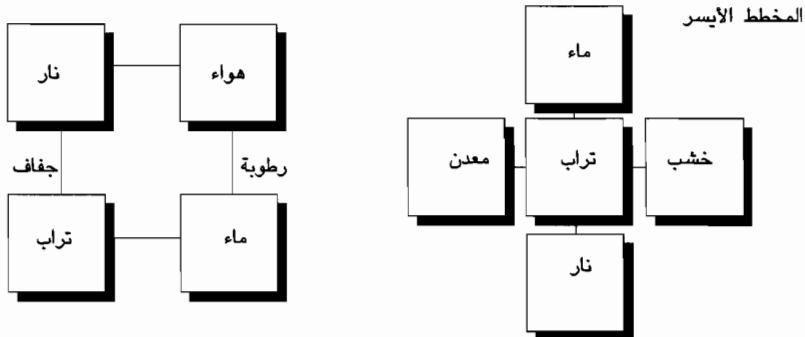 المخطط الأيسر
ماء
خشب
تراب
معدن
نار
هواء
نار
رطوبة
جفاف
ماء
تراب